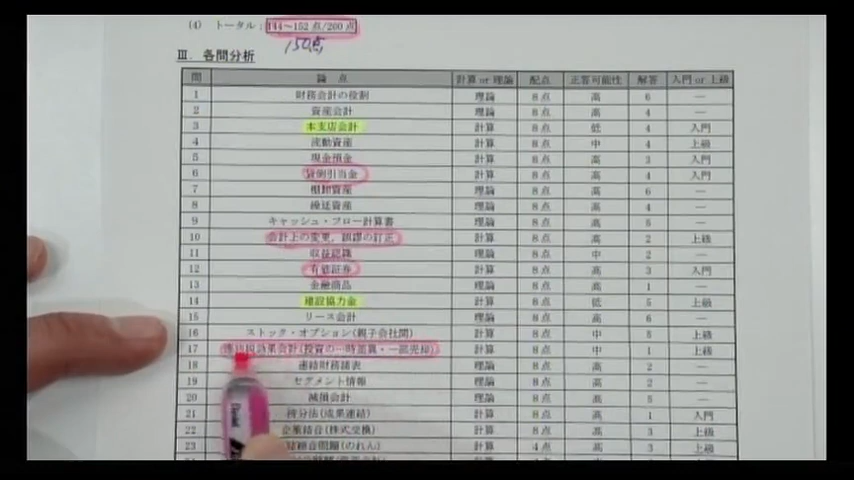 (4) トータル：144～152点/200点
150点
Ⅲ. 各問分析
問 論点 計算 or 理論 配点 正答可能性 解答 入門 or 上級
1 財務会計の役割 理論 8点 高 6 ―
2 資産会計 理論 8点 高 4 ―
3 本支店会計 計算 8点 低 4 入門
4 流動資産 計算 8点 中 4 上級
5 現金預金 計算 8点 高 3 入門
6 貸倒引当金 計算 8点 高 4 入門
7 棚卸資産 理論 8点 高 6 ―
8 繰延資産 理論 8点 高 4 ―
9 キャッシュ・フロー計算書 理論 8点 高 5 ―
10 会計上の変更、誤謬の訂正 計算 8点 高 2 上級
11 収益認識 理論 8点 中 2 ―
12 有価証券 計算 8点 高 3 入門
13 金融商品 理論 8点 高 6 ―
14 建設協力金 計算 8点 低 5 上級
15 リース会計 理論 8点 高 1 ―
16 ストック・オプション(親子会社間) 計算 8点 中 5 上級
17 連結税効果会計(投資の一時差異・一部売却) 計算 8点 中 1 上級
18 連結財務諸表 理論 8点 高 2 ―
19 セグメント情報 理論 8点 高 2 ―
20 減損会計 理論 8点 高 5 ―
21 持分法(成果連結) 計算 8点 高 1 入門
22 企業結合(株式交換) 計算 8点 高 3 上級
23 総合問題(のれん) 計算 4点 高 3 上級
Pentel